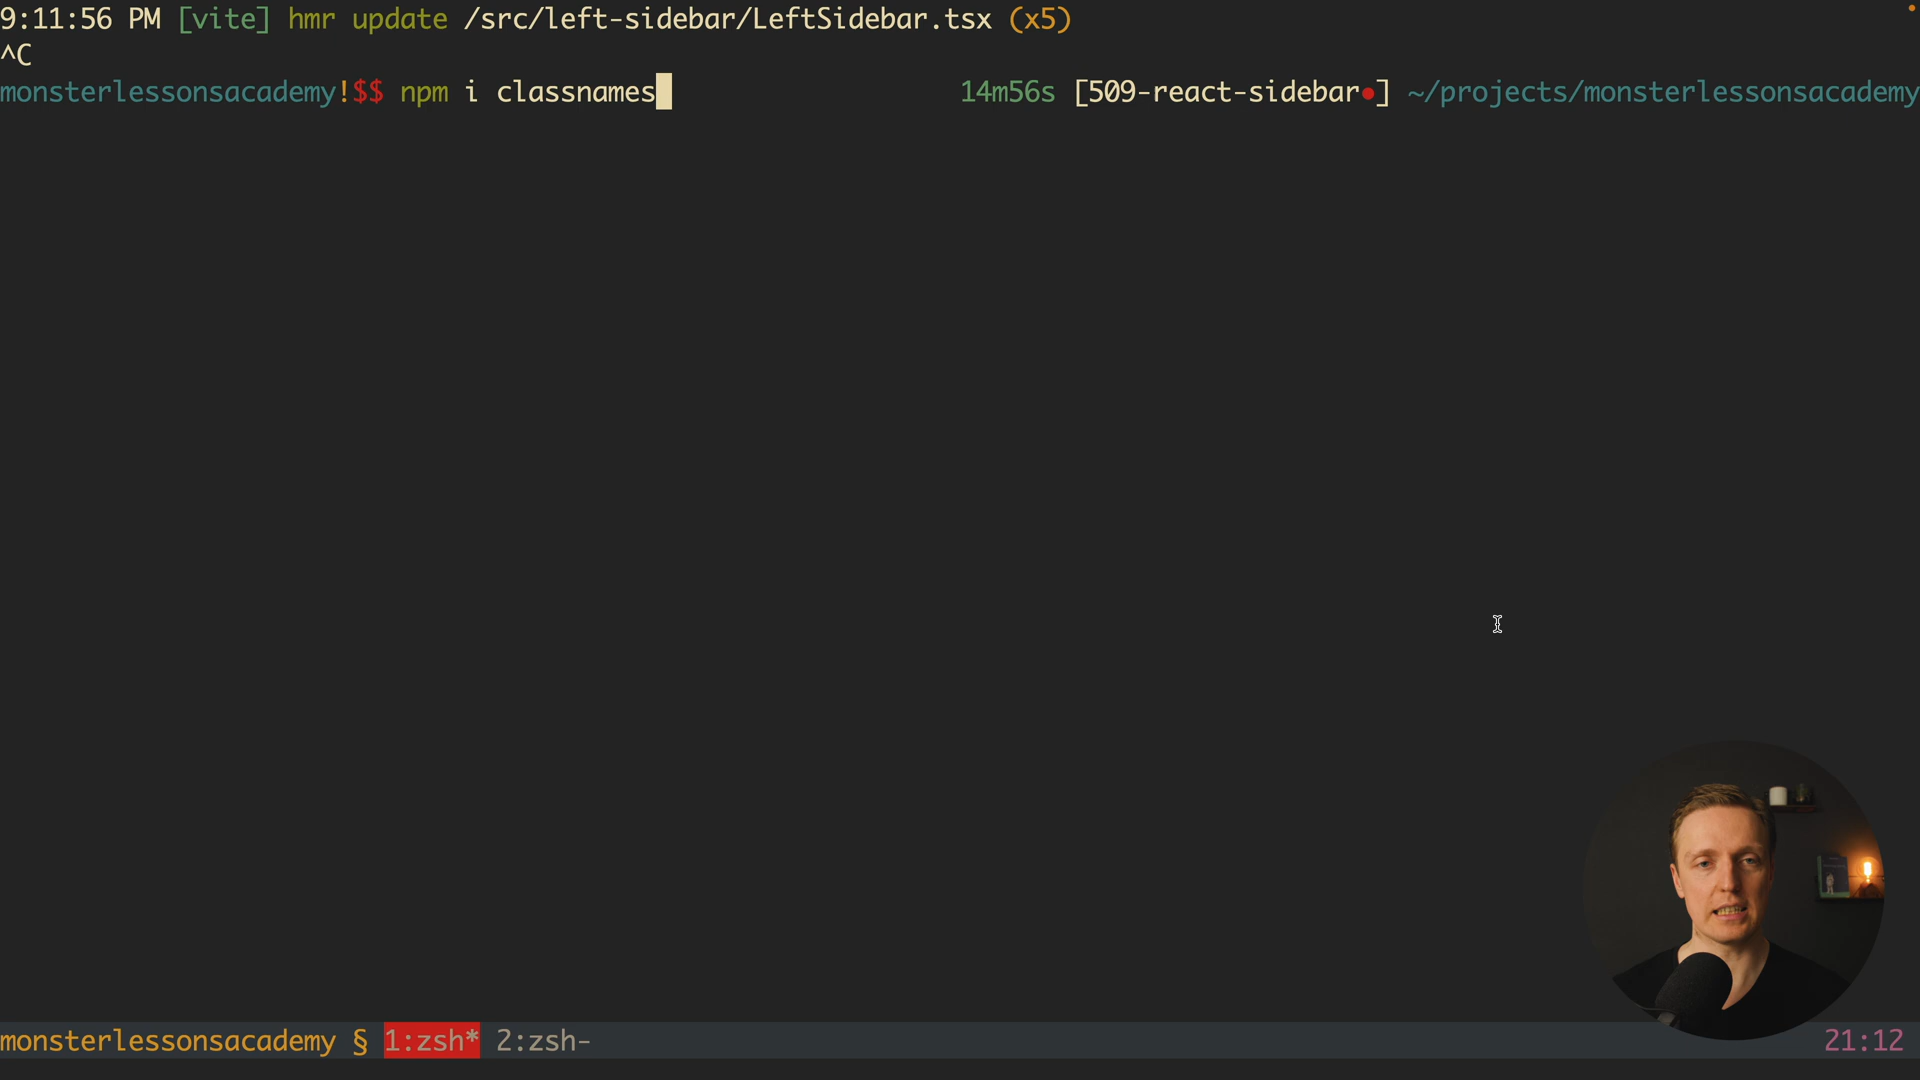 9:11:56 PM [vite] hmr update /src/left-sidebar/LeftSidebar.tsx (x5)
^C
monsterlessonsacademy!$$ npm i classnames 14m56s [509-react-sidebar●] ~/projects/monsterlessonsacademy
monsterlessonsacademy § 1:zsh* 2:zsh- 21:12